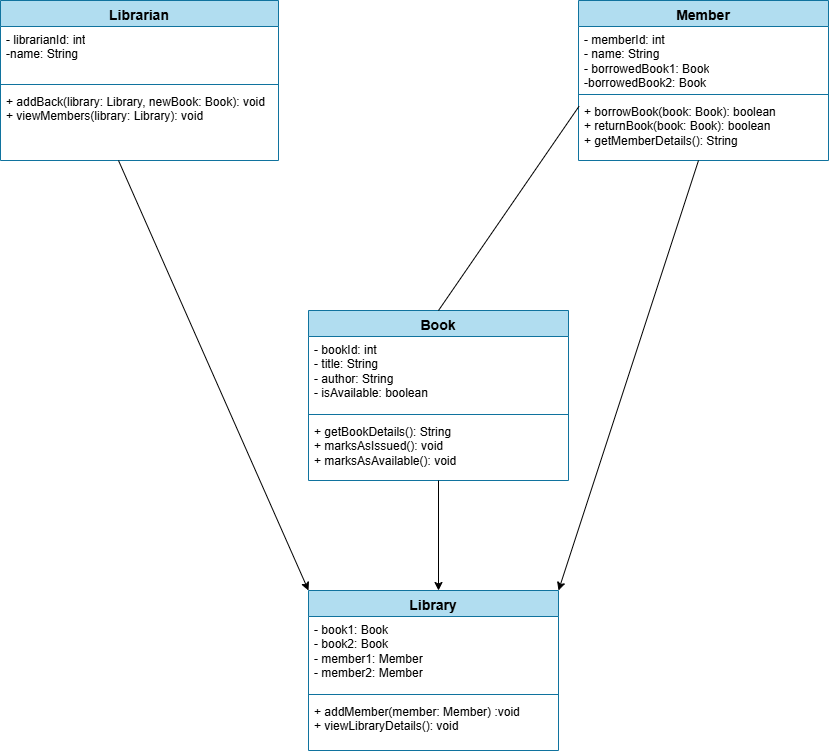 Librarian
- librarianId: int
-name: String
+ addBack(library: Library, newBook: Book): void
+ viewMembers(library: Library): void
Member
- memberId: int
- name: String
- borrowedBook1: Book
-borrowedBook2: Book
+ borrowBook(book: Book): boolean
+ returnBook(book: Book): boolean
+ getMemberDetails(): String
Book
- bookId: int
- title: String
- author: String
- isAvailable: boolean
+ getBookDetails(): String
+ marksAsIssued(): void
+ marksAsAvailable(): void
Library
- book1: Book
- book2: Book
- member1: Member
- member2: Member
+ addMember(member: Member) :void
+ viewLibraryDetails(): void